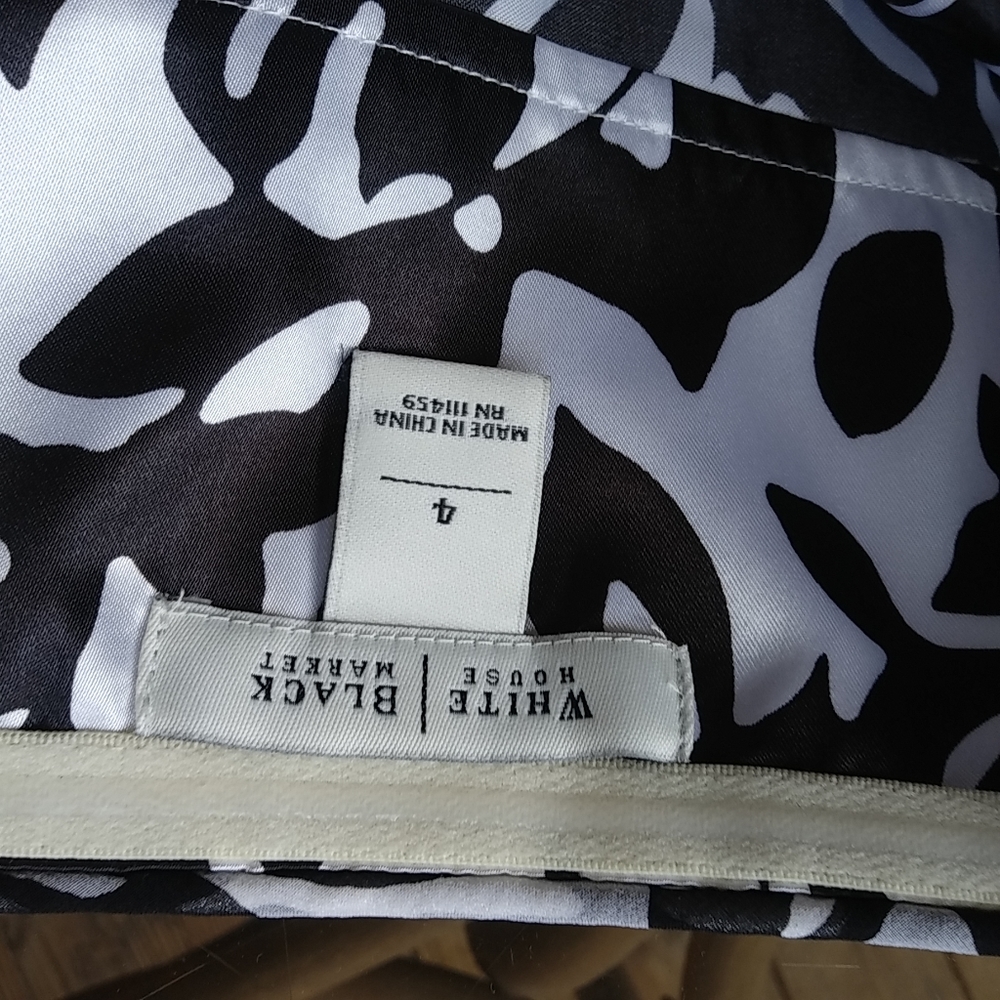 WHITE
HOUSE
BLACK
MARKET
4
MADE IN CHINA
RN 111459